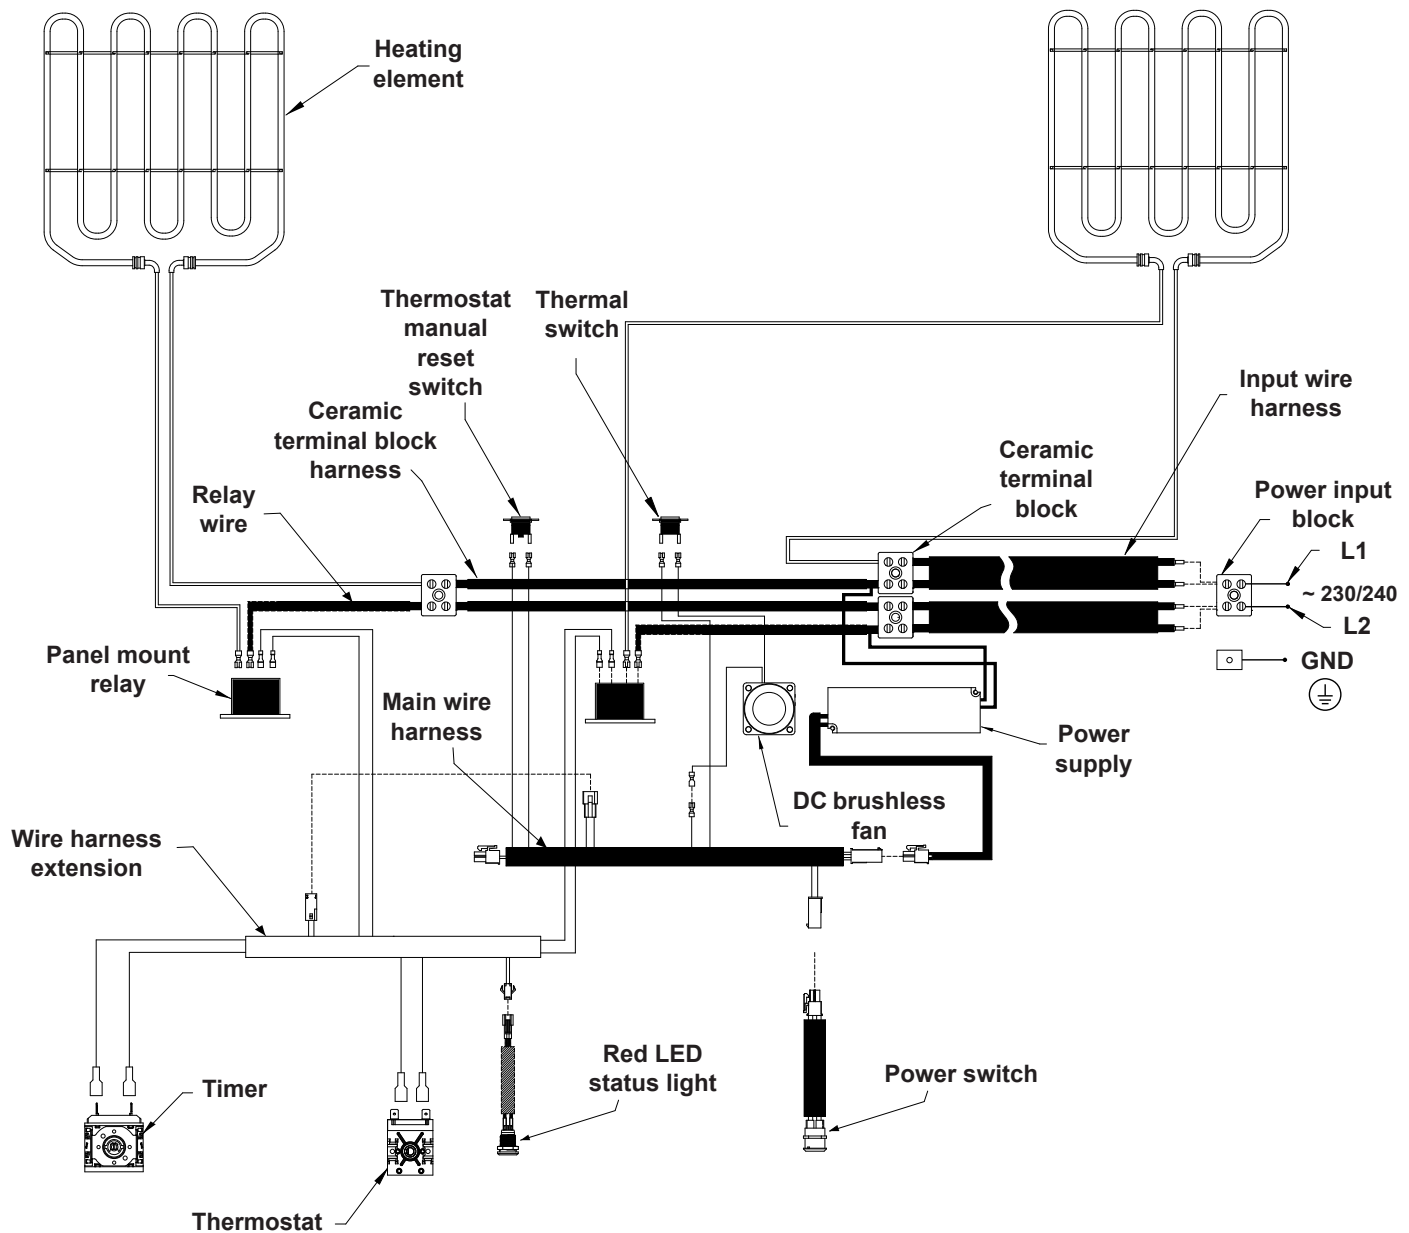 Heating
element
Thermostat
manual
reset
switch
Thermal
switch
Input wire
harness
Ceramic
terminal block
harness
Ceramic
terminal
block
Relay
wire
Power input
block
L1
~ 230/240
L2
GND
Panel mount
relay
Main wire
harness
Power
supply
DC brushless
fan
Wire harness
extension
Red LED
status light
Timer
Power switch
Thermostat